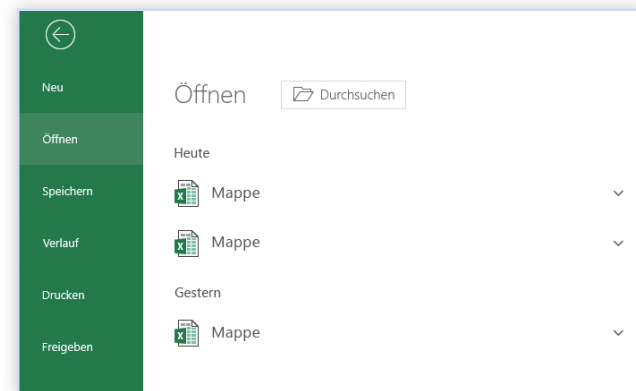 Neu
Öffnen
Speichern
Verlauf
Drucken
Freigeben
Öffnen
Durchsuchen
Heute
Mappe
Mappe
Gestern
Mappe